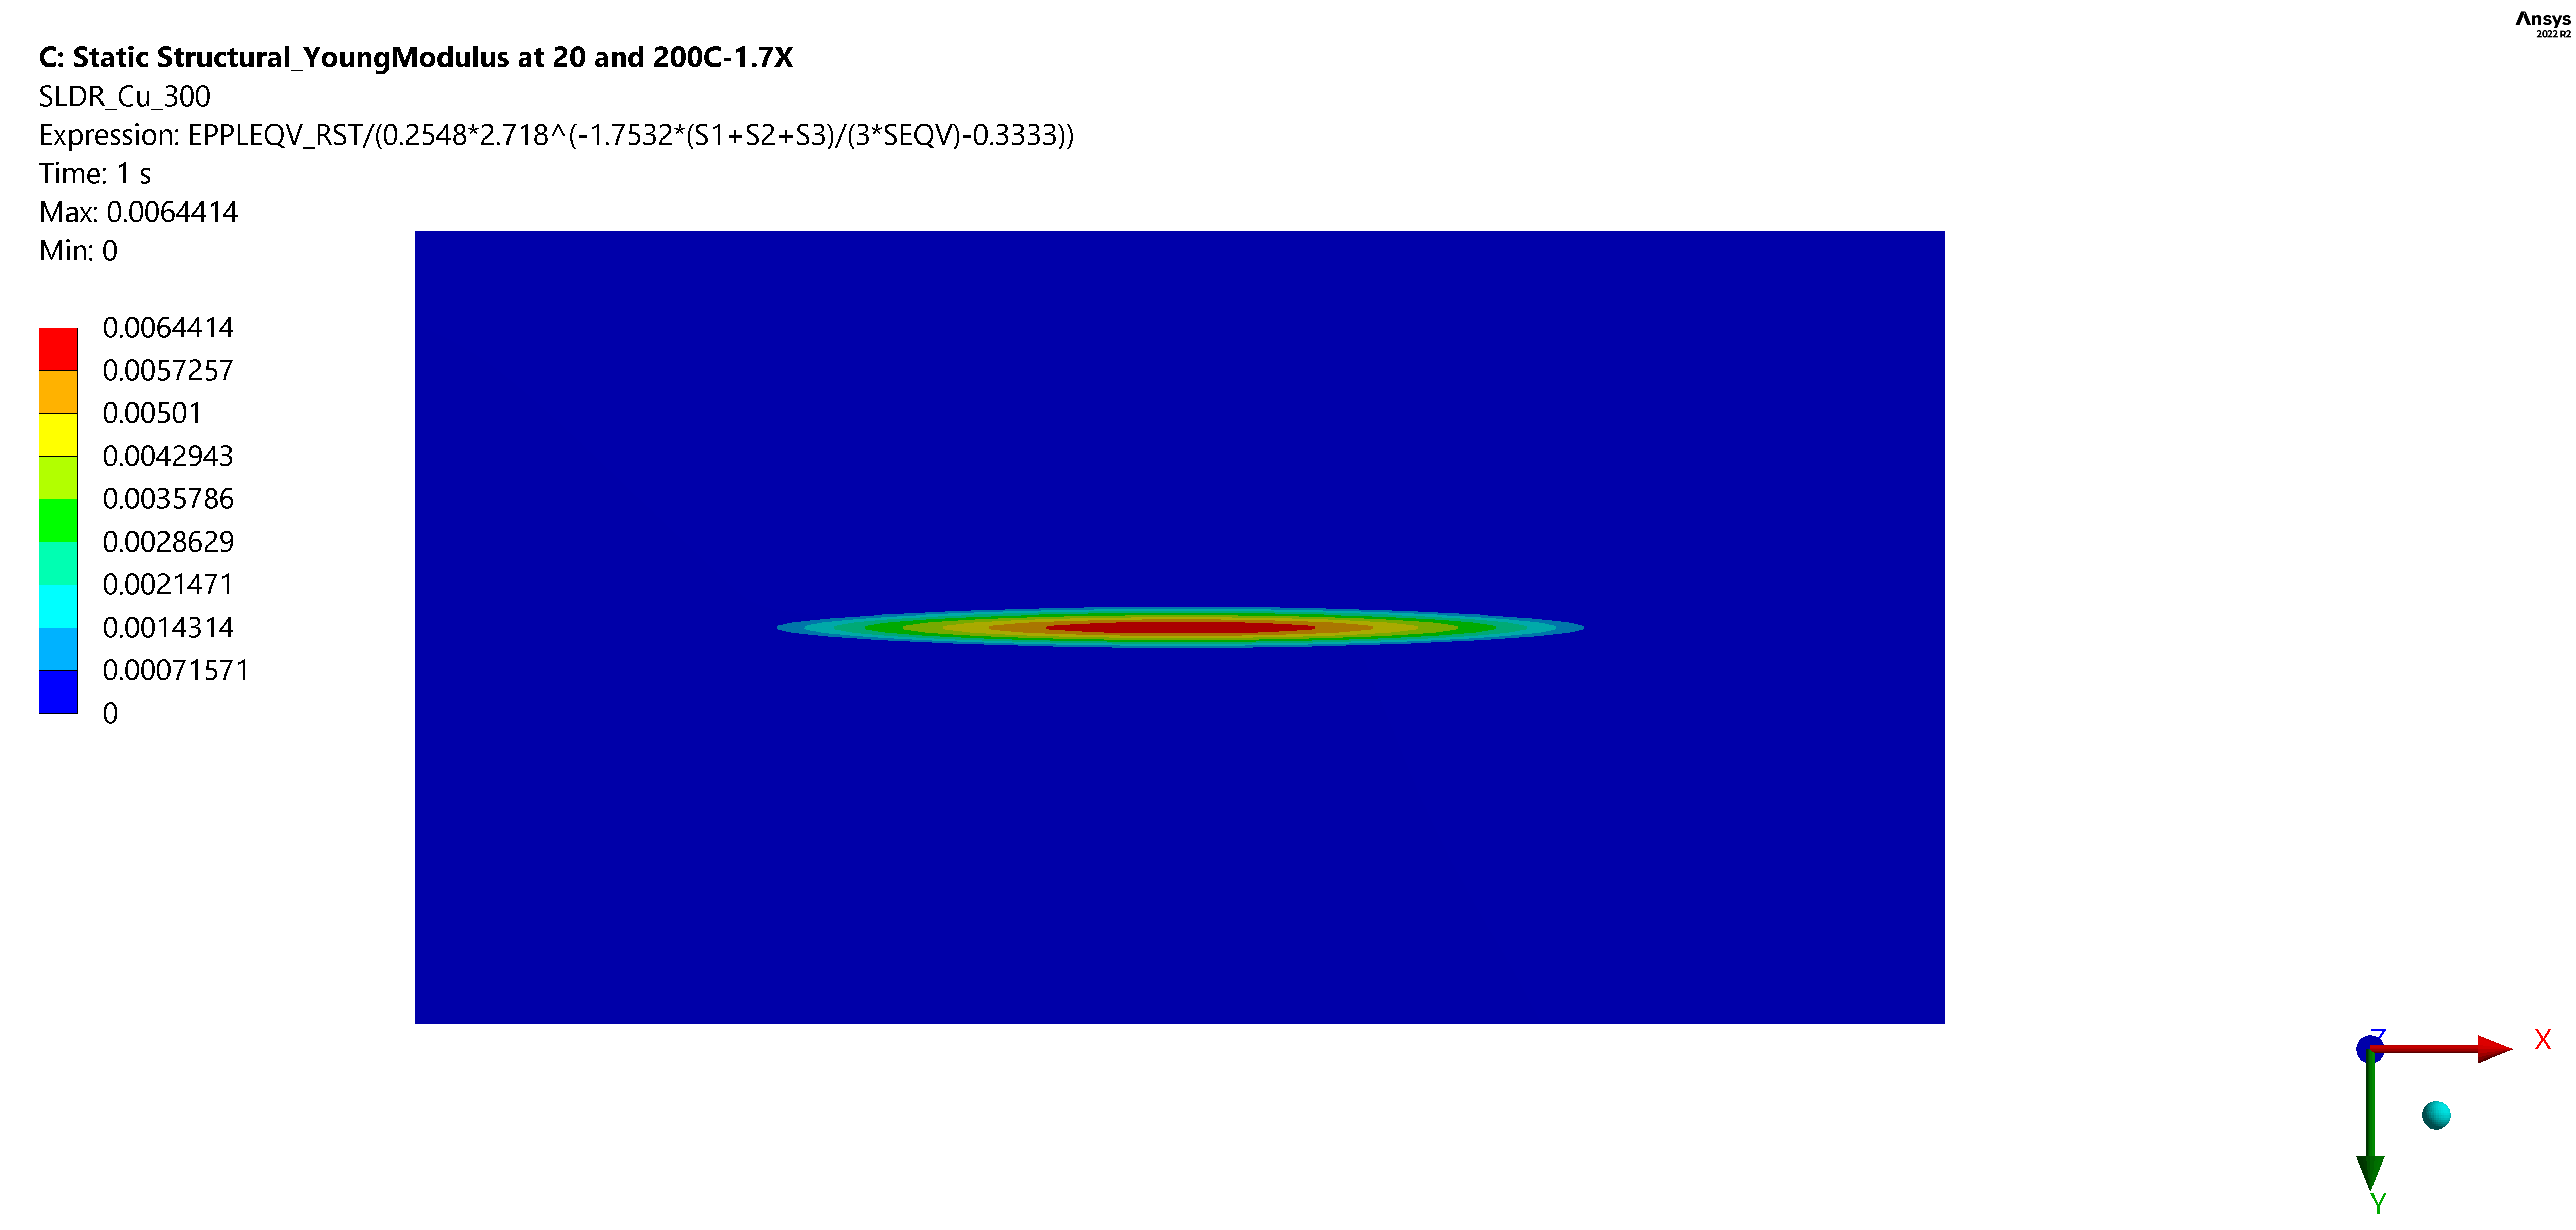 Ansys
2022 R2
C: Static Structural_YoungModulus at 20 and 200C-1.7X
SLDR_Cu_300
Expression: EPPLEQV_RST/(0.2548*2.718^(-1.7532*(S1+S2+S3)/(3*SEQV)-0.3333))
Time: 1 s
Max: 0.0064414
Min: 0
0.0064414
0.0057257
0.00501
0.0042943
0.0035786
0.0028629
0.0021471
0.0014314
0.00071571
0
Z
X
Y